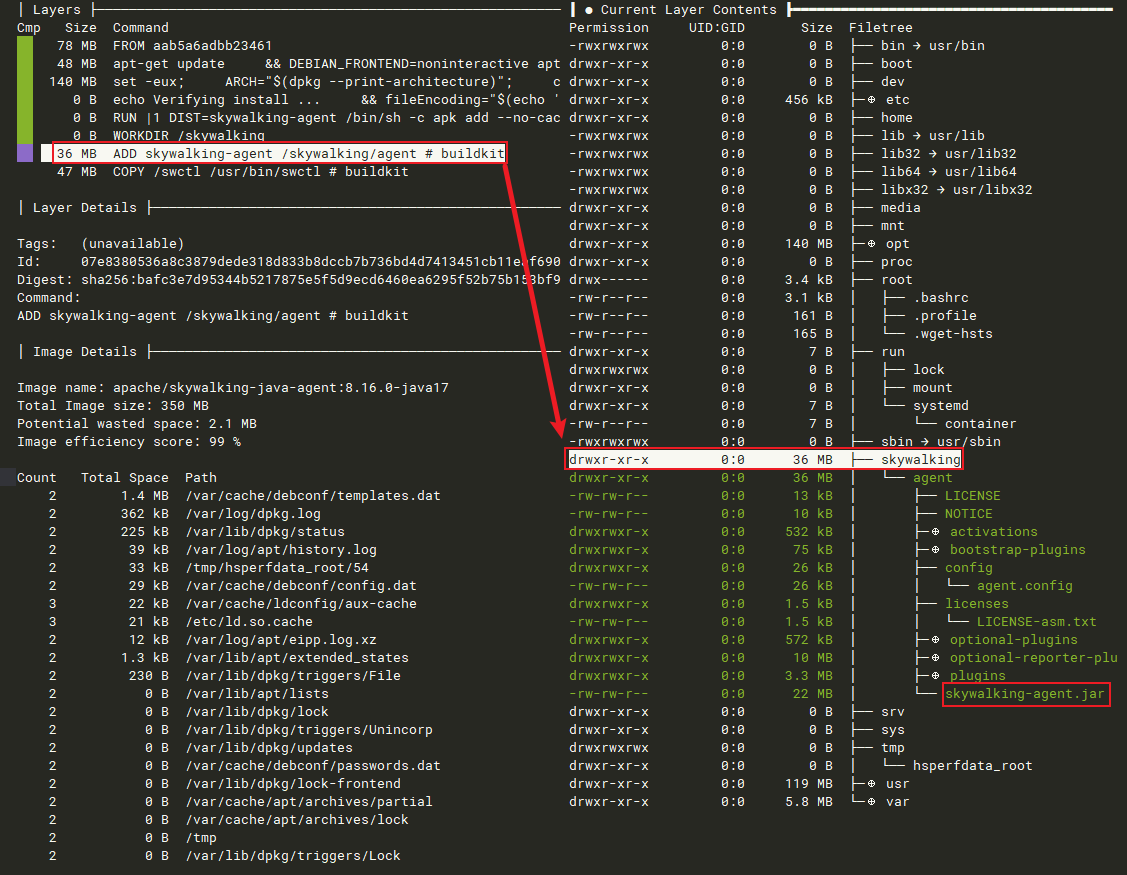 │ Layers ├
Cmp Size Command
78 MB FROM aab5a6adbb23461
48 MB apt-get update && DEBIAN_FRONTEND=noninteractive apt
140 MB set -eux; ARCH="$(dpkg --print-architecture)"; c
0 B echo Verifying install ... && fileEncoding="$(echo '
0 B RUN |1 DIST=skywalking-agent /bin/sh -c apk add --no-cac
0 B WORKDIR /skywalking
36 MB ADD skywalking-agent /skywalking/agent # buildkit
47 MB COPY /swctl /usr/bin/swctl # buildkit
│ Layer Details ├
Tags: (unavailable)
Id: 07e8380536a8c3879dede318d833b8dccb7b736bd4d7413451cb11e f690
Digest: sha256:bafc3e7d95344b5217875e5f5d9ecd6460ea6295f52b75b1 3bf9
Command:
ADD skywalking-agent /skywalking/agent # buildkit
│ Image Details ├
Image name: apache/skywalking-java-agent:8.16.0-java17
Total Image size: 350 MB
Potential wasted space: 2.1 MB
Image efficiency score: 99 %
Count Total Space Path
2 1.4 MB /var/cache/debconf/templates.dat
2 362 kB /var/log/dpkg.log
2 225 kB /var/lib/dpkg/status
2 39 kB /var/log/apt/history.log
2 33 kB /tmp/hsperfdata_root/54
2 29 kB /var/cache/debconf/config.dat
3 22 kB /var/cache/ldconfig/aux-cache
3 21 kB /etc/ld.so.cache
2 12 kB /var/log/apt/eipp.log.xz
2 1.3 kB /var/lib/apt/extended_states
2 230 B /var/lib/dpkg/triggers/File
2 0 B /var/lib/apt/lists
2 0 B /var/lib/dpkg/lock
2 0 B /var/lib/dpkg/triggers/Unincorp
2 0 B /var/lib/dpkg/updates
2 0 B /var/cache/debconf/passwords.dat
2 0 B /var/lib/dpkg/lock-frontend
2 0 B /var/cache/apt/archives/partial
2 0 B /var/cache/apt/archives/lock
2 0 B /tmp
2 0 B /var/lib/dpkg/triggers/Lock
┃ ● Current Layer Contents ┣
Permission UID:GID Size Filetree
-rwxrwxrwx 0:0 0 B ├── bin → usr/bin
drwxr-xr-x 0:0 0 B ├── boot
drwxr-xr-x 0:0 0 B ├── dev
drwxr-xr-x 0:0 456 kB ├─⊕ etc
drwxr-xr-x 0:0 0 B ├── home
-rwxrwxrwx 0:0 0 B ├── lib → usr/lib
-rwxrwxrwx 0:0 0 B ├── lib32 → usr/lib32
-rwxrwxrwx 0:0 0 B ├── lib64 → usr/lib64
-rwxrwxrwx 0:0 0 B ├── libx32 → usr/libx32
drwxr-xr-x 0:0 0 B ├── media
drwxr-xr-x 0:0 0 B ├── mnt
drwxr-xr-x 0:0 140 MB ├─⊕ opt
drwxr-xr-x 0:0 0 B ├── proc
drwx------ 0:0 3.4 kB ├── root
-rw-r--r-- 0:0 3.1 kB │ ├── .bashrc
-rw-r--r-- 0:0 161 B │ ├── .profile
-rw-r--r-- 0:0 165 B │ └── .wget-hsts
drwxr-xr-x 0:0 7 B ├── run
drwxrwxrwx 0:0 0 B │ ├── lock
drwxr-xr-x 0:0 0 B │ ├── mount
drwxr-xr-x 0:0 7 B │ └── systemd
-rw-r--r-- 0:0 7 B │ └── container
-rwxrwxrwx 0:0 0 B ├── sbin → usr/sbin
drwxr-xr-x 0:0 36 MB ├── skywalking
drwxr-xr-x 0:0 36 MB │ └── agent
-rw-rw-r-- 0:0 13 kB │ ├── LICENSE
-rw-rw-r-- 0:0 10 kB │ ├── NOTICE
drwxrwxr-x 0:0 532 kB │ ├─⊕ activations
drwxrwxr-x 0:0 75 kB │ ├─⊕ bootstrap-plugins
drwxrwxr-x 0:0 26 kB │ ├── config
-rw-rw-r-- 0:0 26 kB │ │ └── agent.config
drwxrwxr-x 0:0 1.5 kB │ ├── licenses
-rw-rw-r-- 0:0 1.5 kB │ │ └── LICENSE-asm.txt
drwxrwxr-x 0:0 572 kB │ ├─⊕ optional-plugins
drwxrwxr-x 0:0 10 MB │ ├─⊕ optional-reporter-plu
drwxrwxr-x 0:0 3.3 MB │ ├─⊕ plugins
-rw-rw-r-- 0:0 22 MB │ └── skywalking-agent.jar
drwxr-xr-x 0:0 0 B ├── srv
drwxr-xr-x 0:0 0 B ├── sys
drwxrwxrwx 0:0 0 B ├── tmp
drwxr-xr-x 0:0 0 B │ └── hsperfdata_root
drwxr-xr-x 0:0 119 MB ├─⊕ usr
drwxr-xr-x 0:0 5.8 MB └─⊕ var